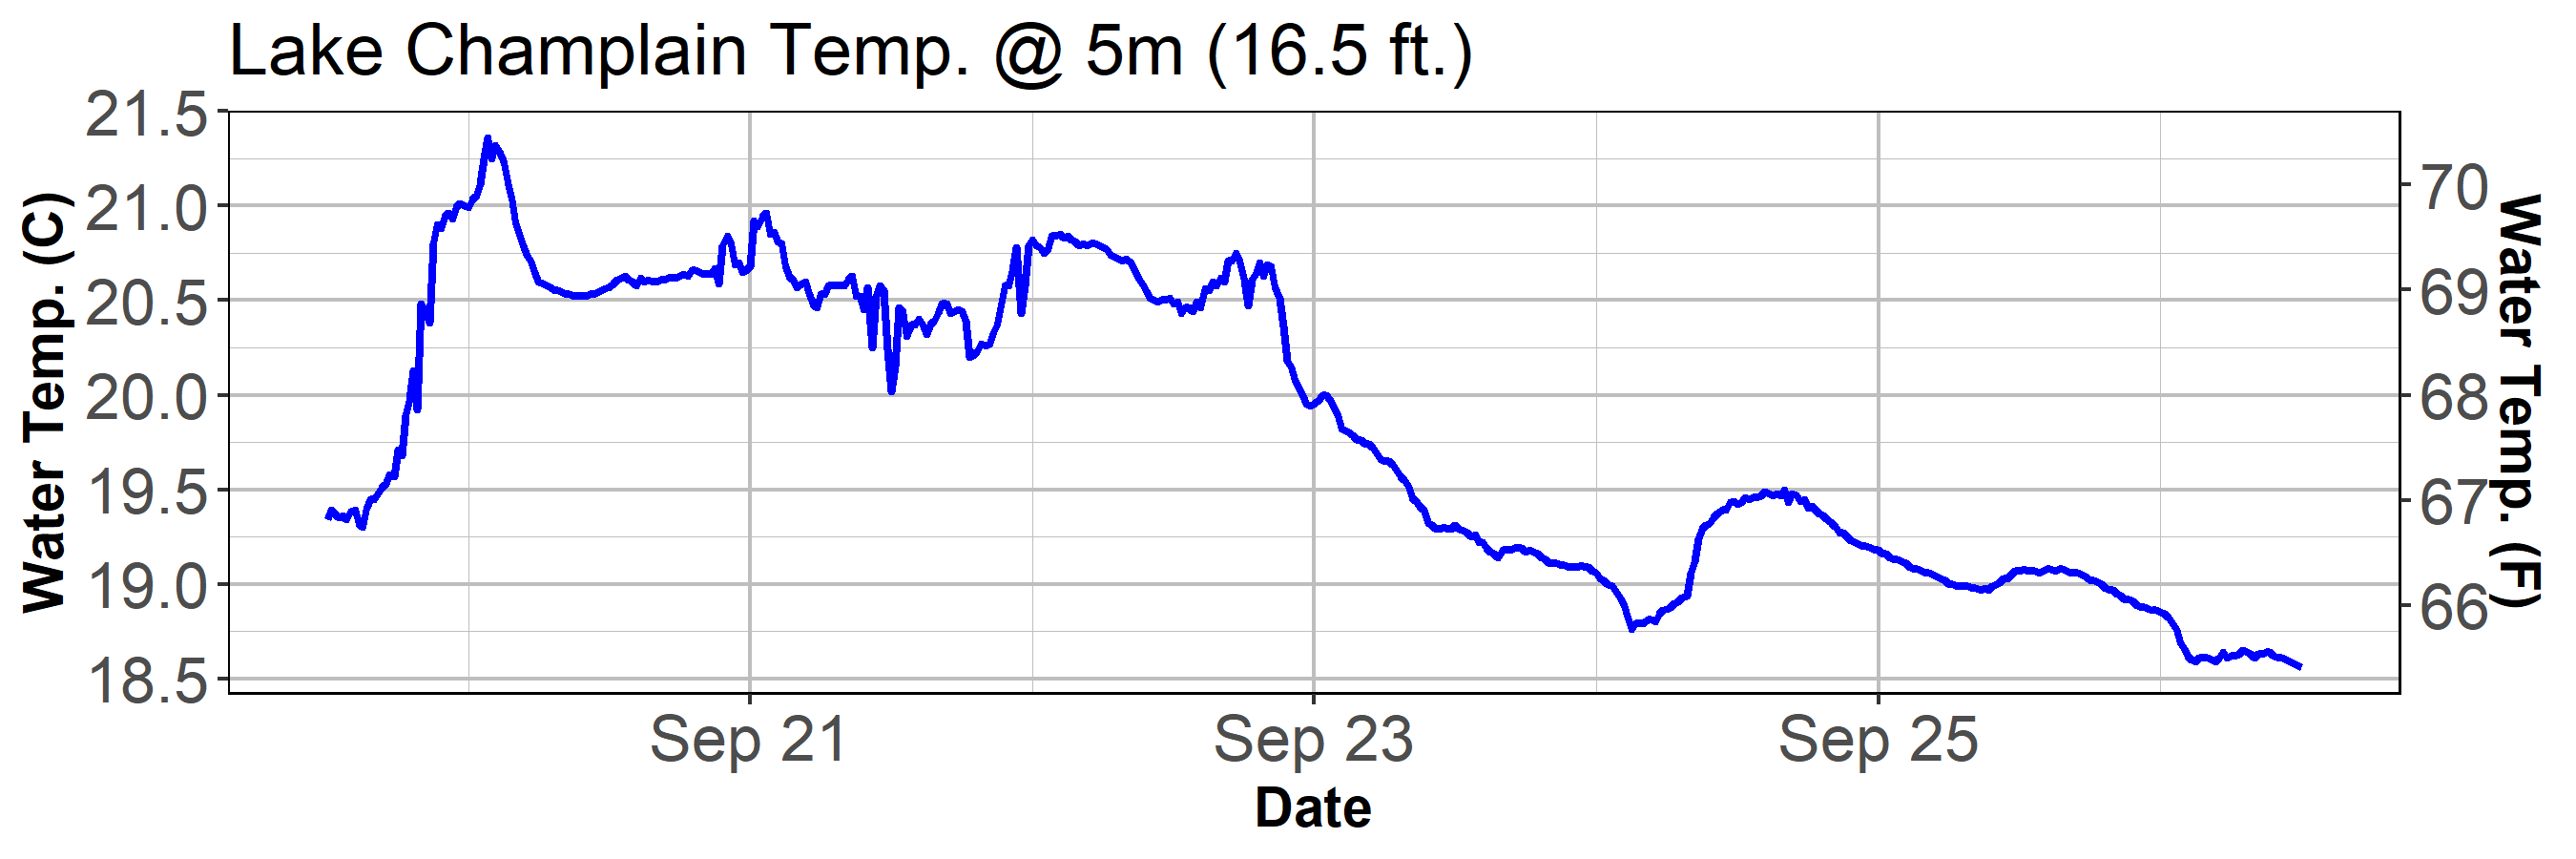 Lake Champlain Temp. @ 5m (16.5 ft.)
Water Temp. (C)
21.5
21.0
20.5
20.0
19.5
19.0
18.5
70
69
68
67
66
Water Temp. (F)
Sep 21
Sep 23
Sep 25
Date